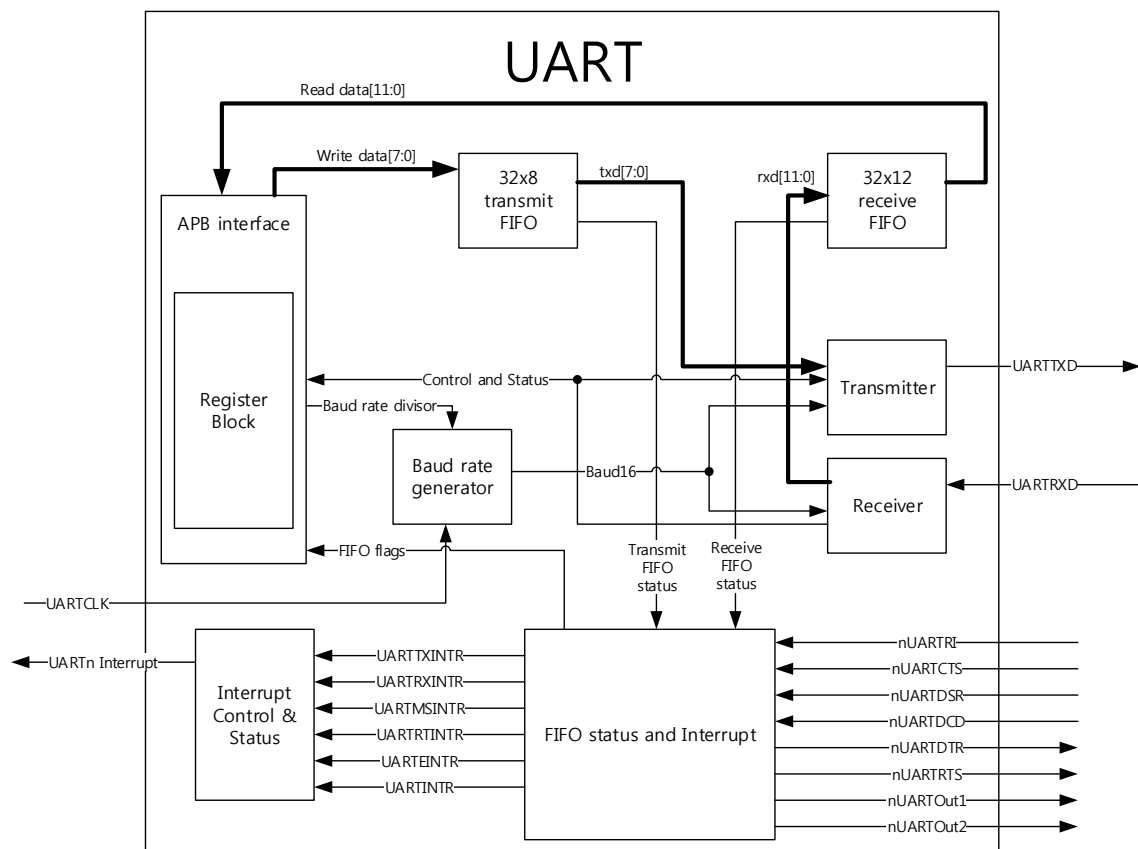 UART
Read data[11:0]
Write data[7:0]
32x8
transmit
FIFO
txd[7:0]
rxd[11:0]
32x12
receive
FIFO
APB interface
Register
Block
Control and Status
Baud rate divisor
Baud rate
generator
Baud16
Transmitter
UARTTXD
Receiver
UARTRXD
FIFO flags
Transmit
FIFO
status
Receive
FIFO
status
UARTCLK
UARTn Interrupt
Interrupt
Control &
Status
UARTTXINTR
UARTRXINTR
UARTMSINTR
UARTRTINTR
UARTEINTR
UARTINTR
FIFO status and Interrupt
nUARTRI
nUARTCTS
nUARTDSR
nUARTDCD
nUARTDTR
nUARTRTS
nUARTOut1
nUARTOut2